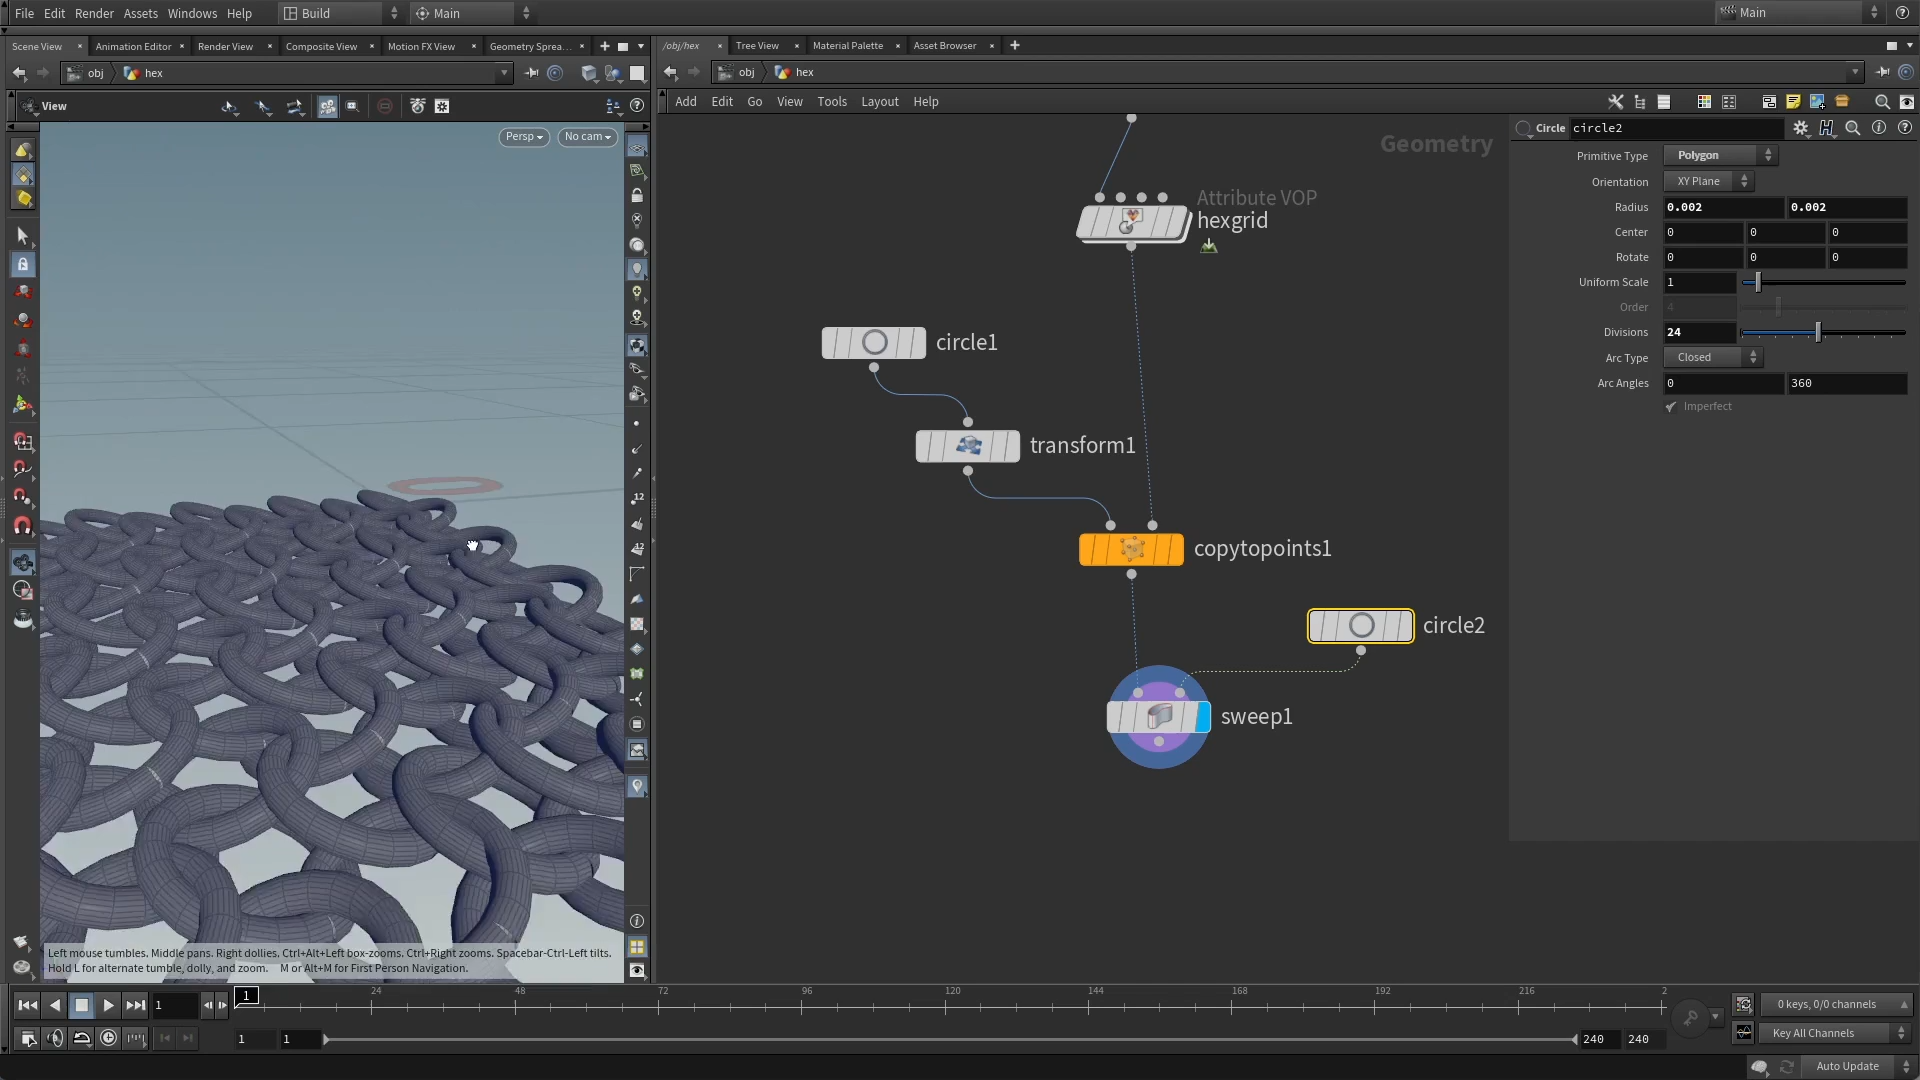 File Edit Render Assets Windows Help Build Main Main
Scene View Animation Editor Render View Composite View Motion FX View Geometry Sprea...
/obj/hex Tree View Material Palette Asset Browser
obj hex
obj hex
View
Add Edit Go View Tools Layout Help
Persp No cam
Geometry
Attribute VOP
hexgrid
circle1
transform1
copytopoints1
circle2
sweep1
Circle circle2
Primitive Type Polygon
Orientation XY Plane
Radius 0.002 0.002
Center 0 0 0
Rotate 0 0 0
Uniform Scale 1
Order 4
Divisions 24
Arc Type Closed
Arc Angles 0 360
Imperfect
12
12
Left mouse tumbles. Middle pans. Right dollies. Ctrl+Alt+Left box-zooms. Ctrl+Right zooms. Spacebar-Ctrl-Left tilts.
Hold L for alternate tumble, dolly, and zoom. M or Alt+M for First Person Navigation.
1 1 24 48 72 96 120 144 168 192 216 2
0 keys, 0/0 channels
1 1 240 240
Key All Channels
Auto Update